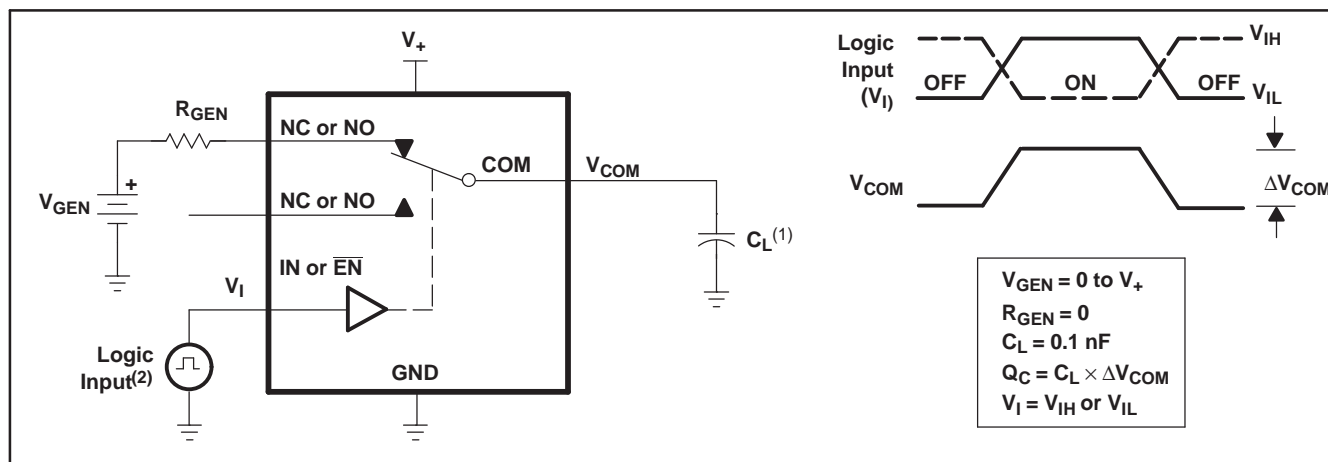 V+
RGEN
NC or NO
COM
VCOM
VGEN
+
NC or NO
CL(1)
IN or E̅N̅
VI
Logic
Input(2)
GND
Logic
Input
(VI)
VIH
OFF
ON
OFF
VIL
VCOM
ΔVCOM
VGEN = 0 to V+
RGEN = 0
CL = 0.1 nF
QC = CL × ΔVCOM
VI = VIH or VIL